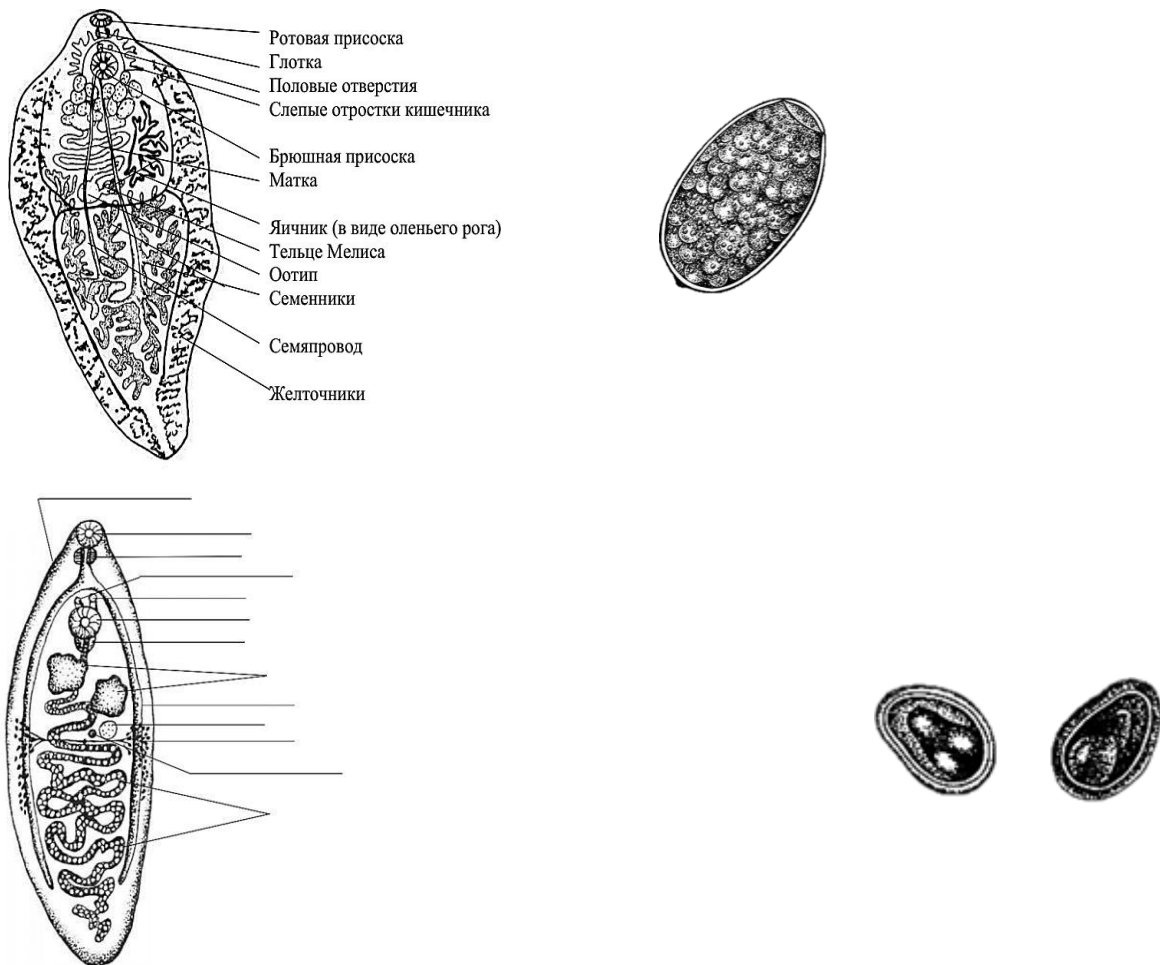 Ротовая присоска
Глотка
Половые отверстия
Слепые отростки кишечника
Брюшная присоска
Матка
Яичник (в виде оленьего рога)
Тельце Мелиса
Оотип
Семенники
Семяпровод
Желточники